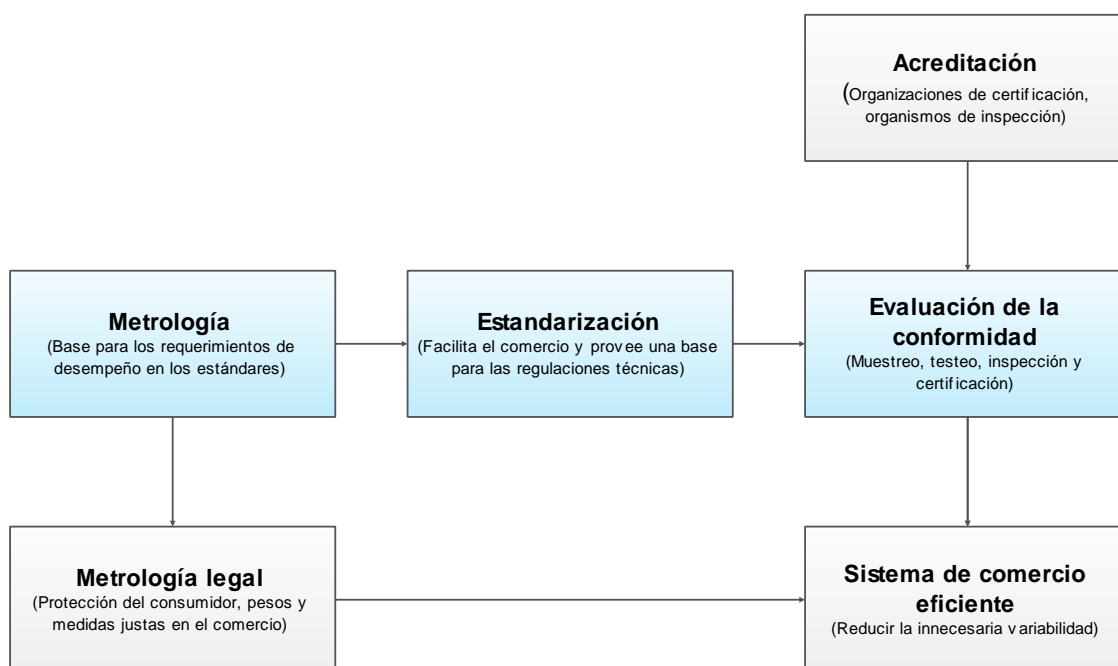 Acreditación
(Organizaciones de certificación,
organismos de inspección)
Metrología
(Base para los requerimientos de
desempeño en los estándares)
Estandarización
(Facilita el comercio y provee una base
para las regulaciones técnicas)
Evaluación de la
conformidad
(Muestreo, testeo, inspección y
certificación)
Metrología legal
(Protección del consumidor, pesos y
medidas justas en el comercio)
Sistema de comercio
eficiente
(Reducir la innecesaria variabilidad)